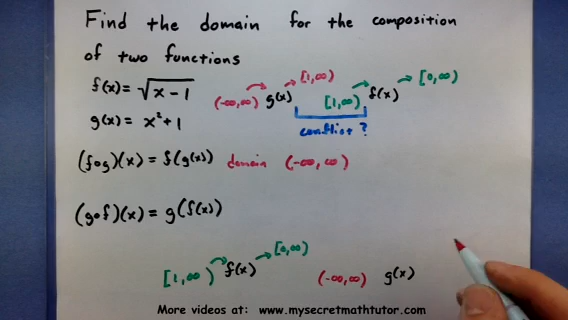 Find the domain for the composition
of two functions
f(x) = √x - 1
g(x) = x² + 1
(-∞,∞) g(x) [1,∞) [1,∞) f(x) [0,∞)
conflict ?
(f∘g)(x) = f(g(x)) domain (-∞, ∞)
(g∘f)(x) = g(f(x))
[1,∞) f(x) [0,∞) (-∞,∞) g(x)
More videos at: www.mysecretmathtutor.com